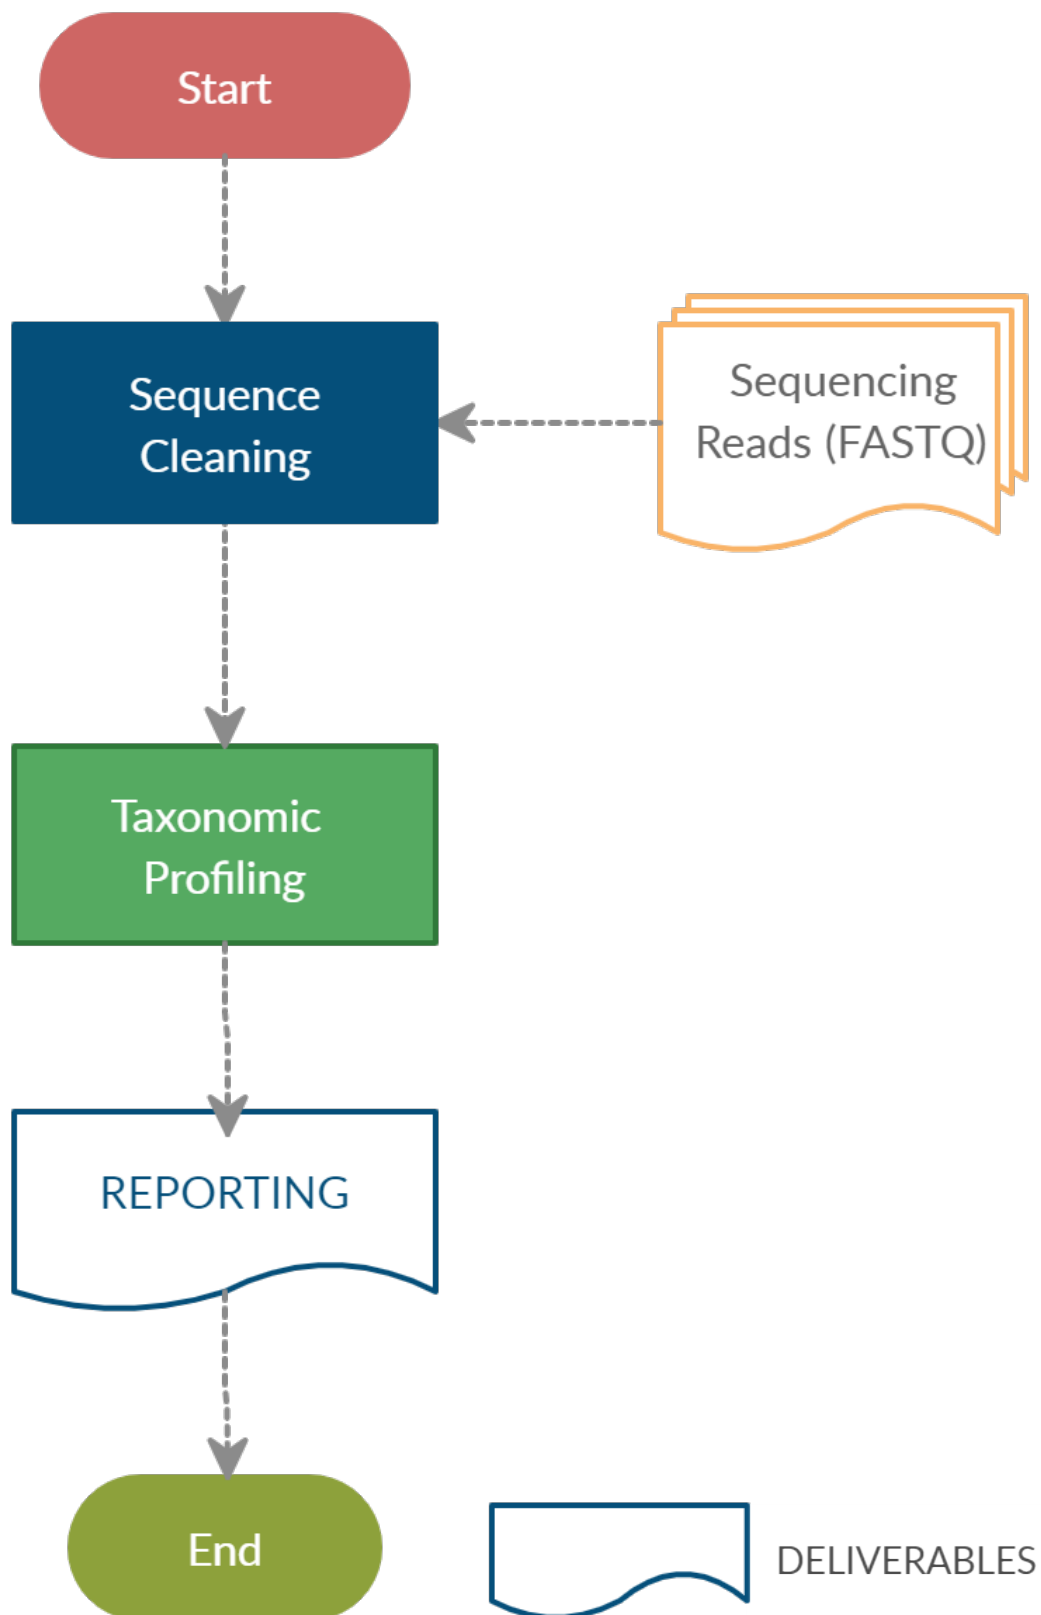 Start
Sequence
Cleaning
Sequencing
Reads (FASTQ)
Taxonomic
Profiling
REPORTING
End
DELIVERABLES